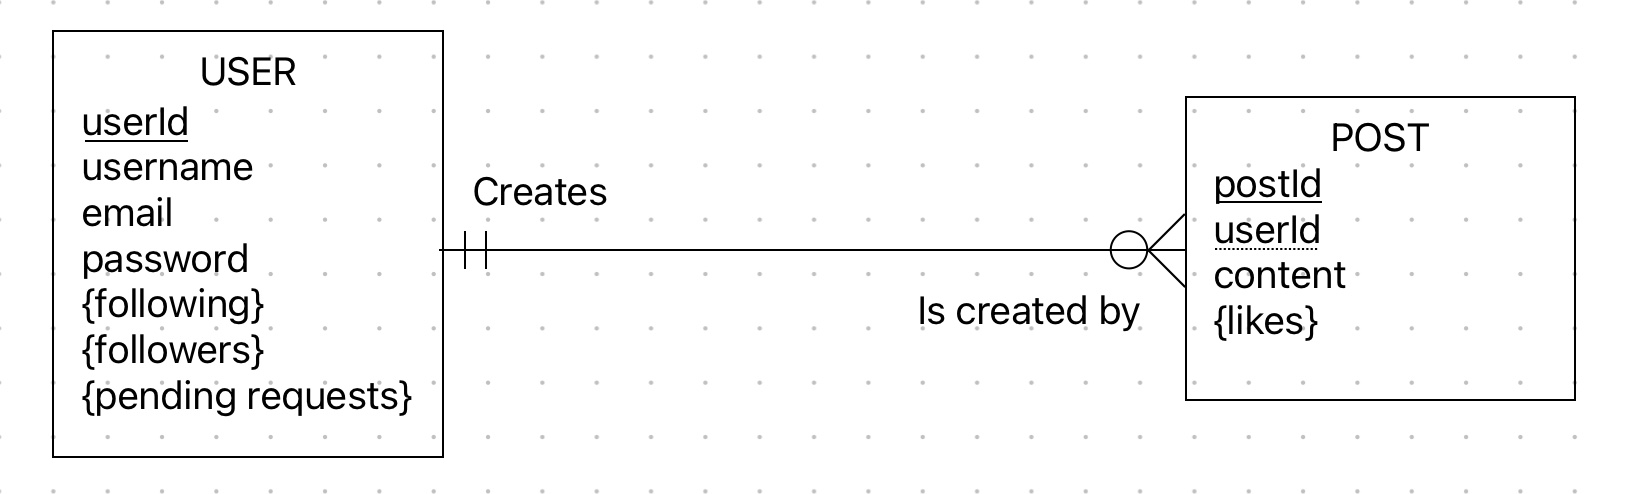 USER
userId
username
email
password
{following}
{followers}
{pending requests}
Creates
Is created by
POST
postId
userId
content
{likes}